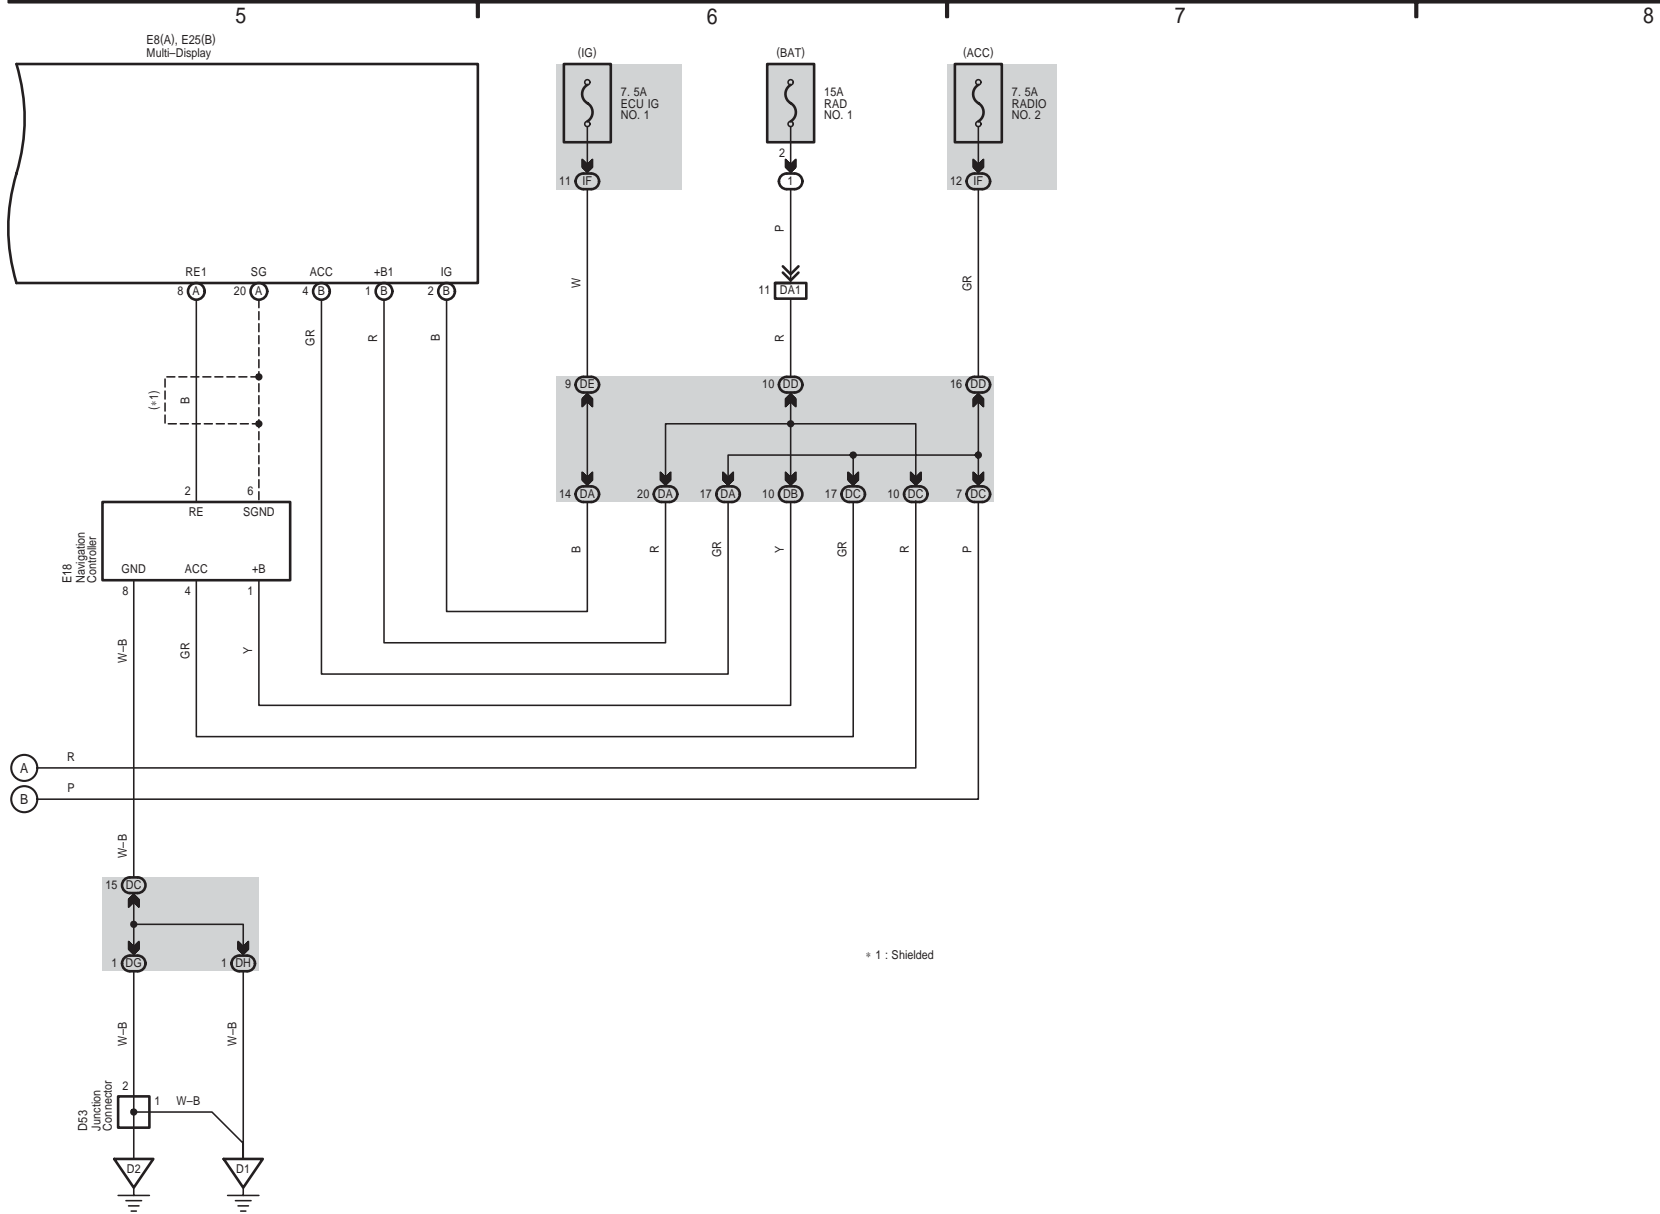 5
6
7
8
E8(A), E25(B)
Multi–Display
(IG)
(BAT)
(ACC)
7. 5A
ECU IG
NO. 1
15A
RAD
NO. 1
7. 5A
RADIO
NO. 2
2
11 IF
1
12 IF
P
W
GR
RE1
SG
ACC
+B1
IG
8 A
20 A
4 B
1 B
2 B
11 DA1
GR
R
B
R
(*1)
B
9 DE
10 DD
16 DD
14 DA
20 DA
17 DA
10 DB
17 DC
10 DC
7 DC
2
6
RE
SGND
E18
Navigation
Controller
GND
ACC
+B
8
4
1
B
R
GR
Y
GR
R
P
W–B
GR
Y
A
R
B
P
W–B
15 DC
1 DG
1 DH
* 1 : Shielded
W–B
W–B
D53
Junction
Connector
2
1
W–B
D2
D1